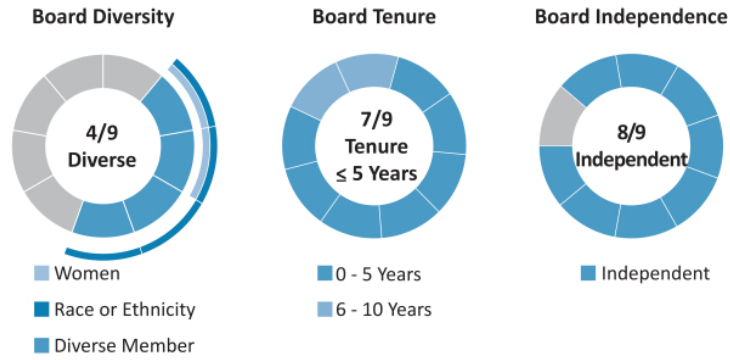 Board Diversity
4/9
Diverse
Women
Race or Ethnicity
Diverse Member
Board Tenure
7/9
Tenure
≤ 5 Years
0 - 5 Years
6 - 10 Years
Board Independence
8/9
Independent
Independent